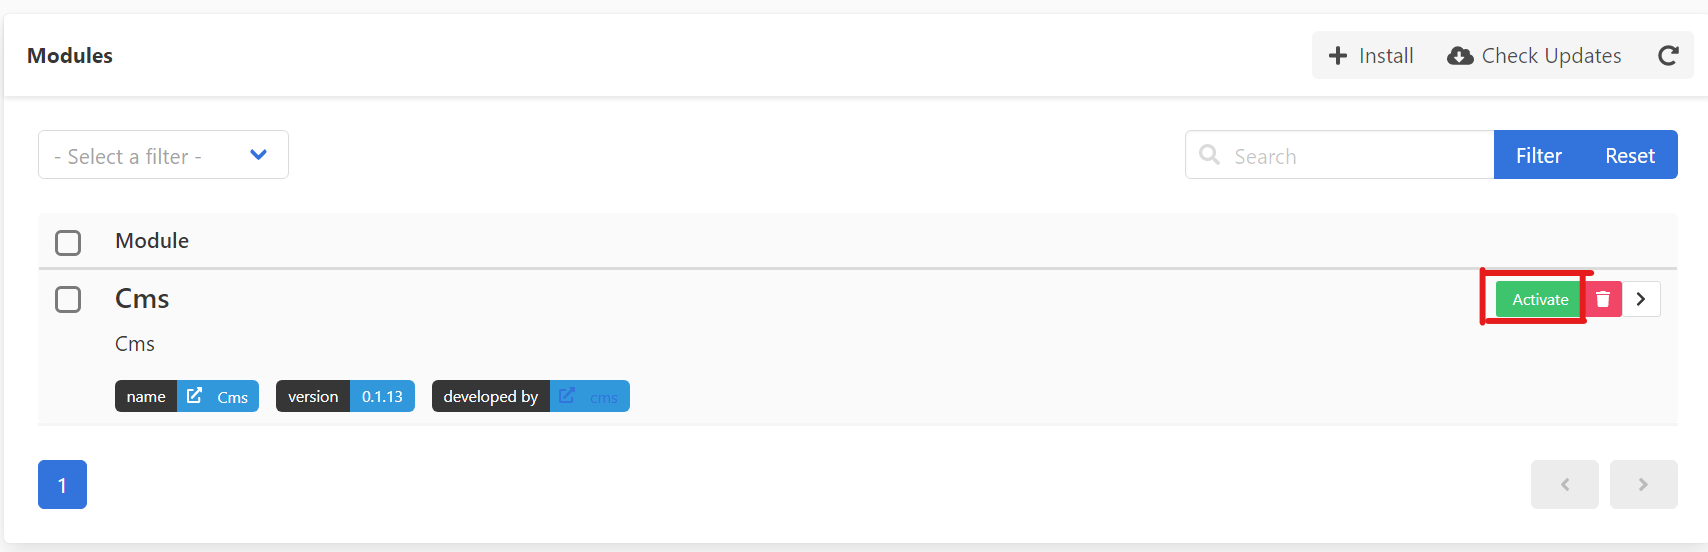 Modules
Install
Check Updates
- Select a filter -
Search
Filter
Reset
Module
Cms
Activate
Cms
name Cms
version 0.1.13
developed by cms
1